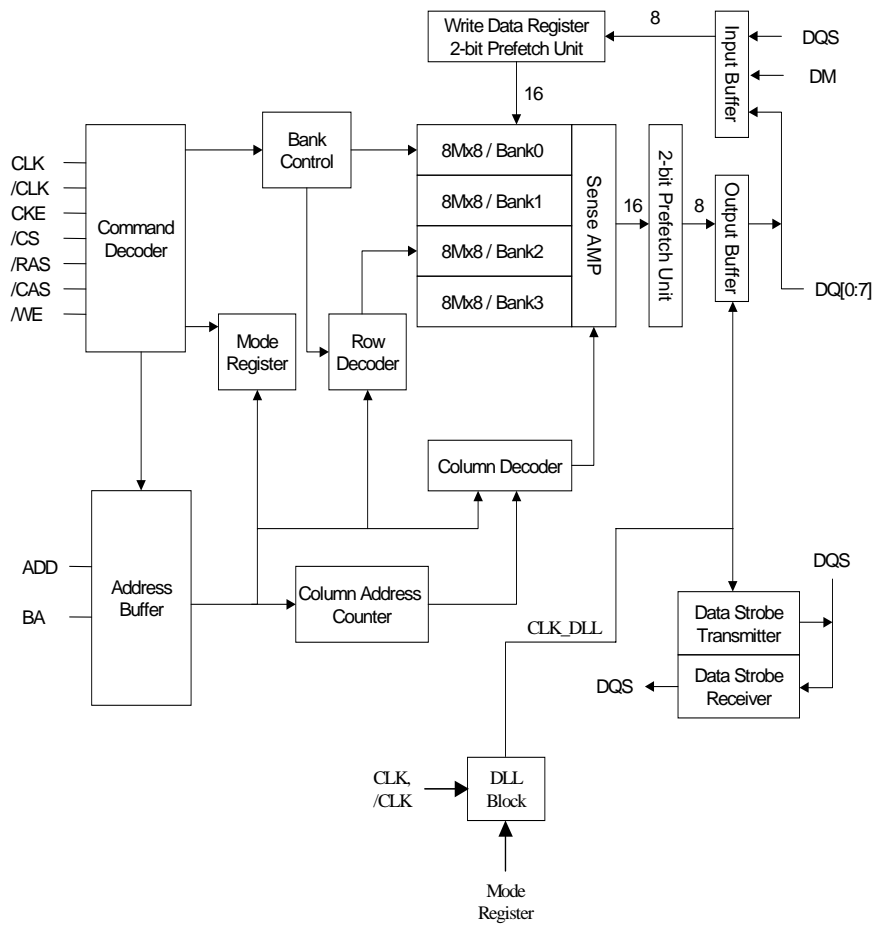 Write Data Register
2-bit Prefetch Unit
8
Input Buffer
DQS
DM
16
Bank
Control
8Mx8 / Bank0
8Mx8 / Bank1
8Mx8 / Bank2
8Mx8 / Bank3
Sense AMP
16
2-bit Prefetch Unit
8
Output Buffer
DQ[0:7]
CLK
/CLK
CKE
/CS
/RAS
/CAS
/WE
Command
Decoder
Mode
Register
Row
Decoder
Column Decoder
ADD
BA
Address
Buffer
Column Address
Counter
CLK_DLL
DQS
Data Strobe
Transmitter
Data Strobe
Receiver
DQS
CLK,
/CLK
DLL
Block
Mode
Register